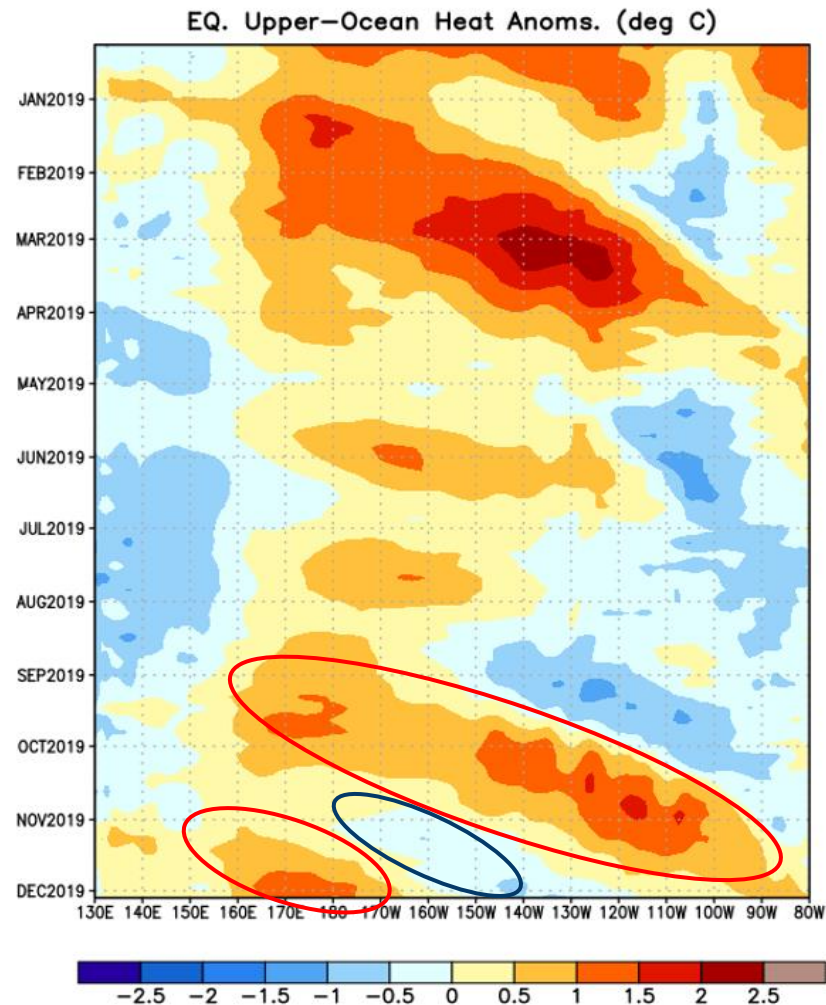 EQ. Upper-Ocean Heat Anoms. (deg C)
JAN2019
FEB2019
MAR2019
APR2019
MAY2019
JUN2019
JUL2019
AUG2019
SEP2019
OCT2019
NOV2019
DEC2019
130E 140E 150E 160E 170E 180 170W 160W 150W 140W 130W 120W 110W 100W 90W 80W
-2.5 -2 -1.5 -1 -0.5 0 0.5 1 1.5 2 2.5